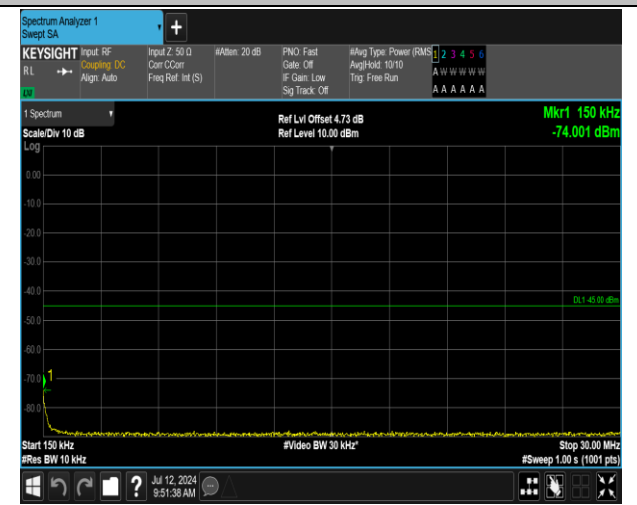 Spectrum Analyzer 1
Swept SA
KEYSIGHT Input: RF Input Z: 50 Ω #Atten: 20 dB PNO: Fast #Avg Type: Power (RMS 1 2 3 4 5 6
RL Coupling: DC Corr CCorr Gate: Off Avg|Hold: 10/10 A W W W W W
Align: Auto Freq Ref: Int (S) IF Gain: Low Trig: Free Run
Sig Track: Off A A A A A A
1 Spectrum Ref Lvl Offset 4.73 dB Mkr1 150 kHz
Scale/Div 10 dB Ref Level 10.00 dBm -74.001 dBm
Log
0.00
-10.0
-20.0
-30.0
-40.0
DL1 -45.00 dBm
-50.0
-60.0
-70.0
1
-80.0
Start 150 kHz #Video BW 30 kHz* Stop 30.00 MHz
#Res BW 10 kHz #Sweep 1.00 s (1001 pts)
? Jul 12, 2024
9:51:38 AM